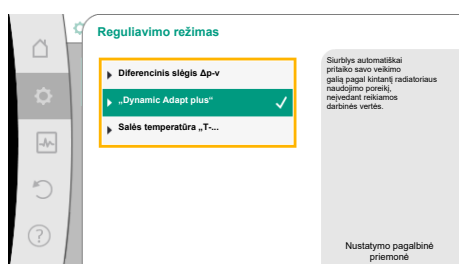 Reguliavimo režimas
Diferencinis slėgis Δp-v
„Dynamic Adapt plus“
Salės temperatūra „T-...
Siurblys automatiškai
pritaiko savo veikimo
galią pagal kintantį radiatoriaus
naudojimo poreikį,
neįvedant reikiamos
darbinės vertės.
Nustatymo pagalbinė
priemonė